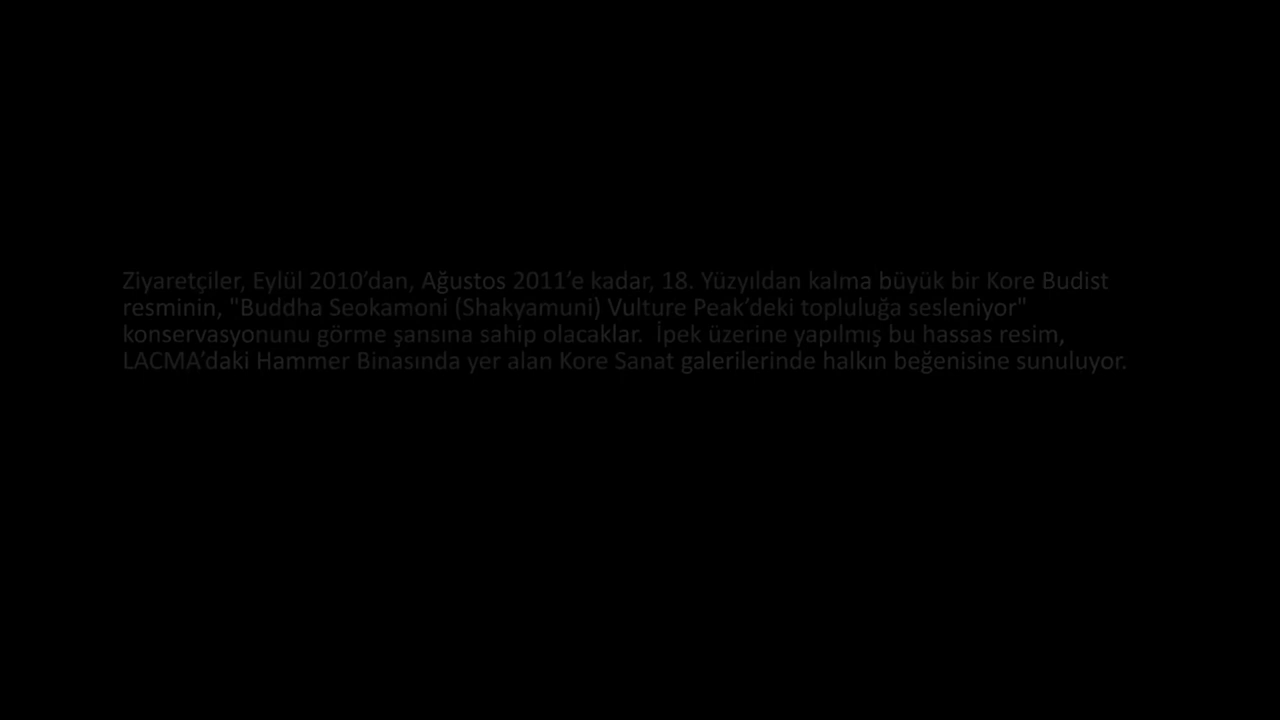 Ziyaretçiler, Eylül 2010’dan, Ağustos 2011’e kadar, 18. Yüzyıldan kalma büyük bir Kore Budist
resminin, "Buddha Seokamoni (Shakyamuni) Vulture Peak’deki topluluğa sesleniyor"
konservasyonunu görme şansına sahip olacaklar.  İpek üzerine yapılmış bu hassas resim,
LACMA’daki Hammer Binasında yer alan Kore Sanat galerilerinde halkın beğenisine sunuluyor.